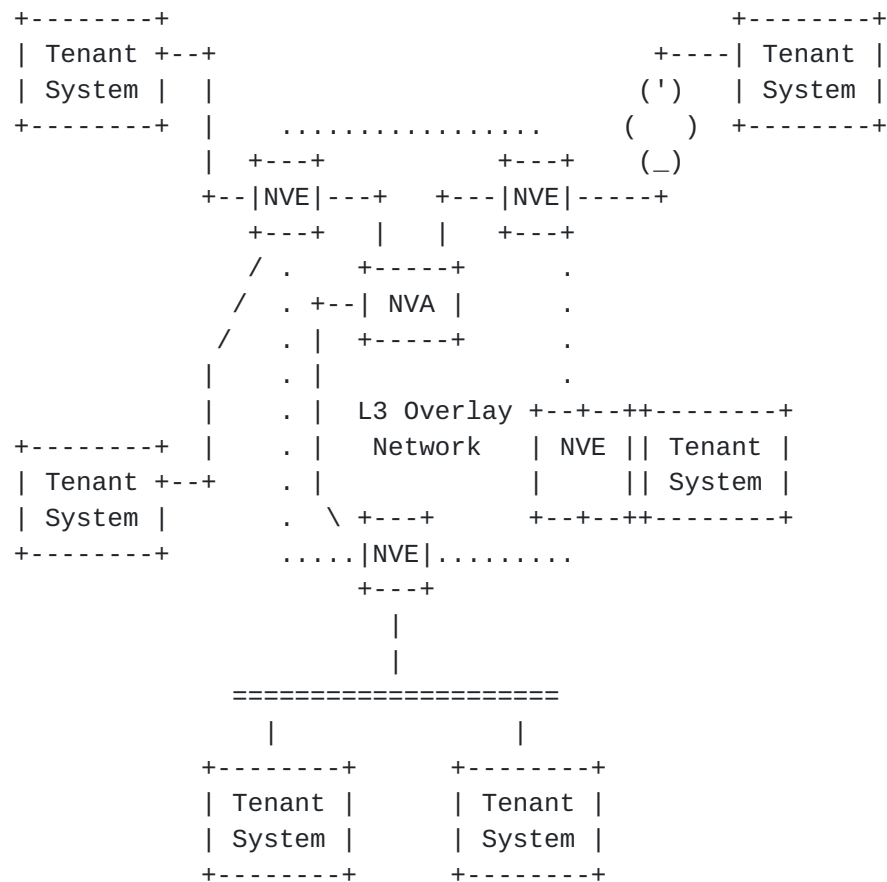 +--------+                                    +--------+
| Tenant +--+                            +----| Tenant |
| System |  |                           (')   | System |
+--------+  |    .................     (   )  +--------+
            |  +---+           +---+    (_)
            +--|NVE|---+   +---|NVE|-----+
               +---+   |   |   +---+
               / .    +-----+      .
              /  . +--| NVA |      .
             /   . |  +-----+      .
            |    . |               .
            |    . |  L3 Overlay +--+--++--------+
+--------+  |    . |   Network   | NVE || Tenant |
| Tenant +--+    . |             |     || System |
| System |       .  \ +---+      +--+--++--------+
+--------+       .....|NVE|.........
                      +---+
                        |
                        |
              =====================
                |               |
            +--------+      +--------+
            | Tenant |      | Tenant |
            | System |      | System |
            +--------+      +--------+